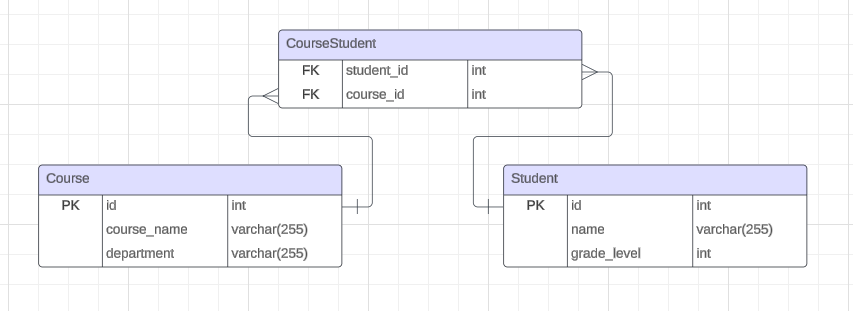 CourseStudent
FK student_id int
FK course_id int
Course
PK id int
course_name varchar(255)
department varchar(255)
Student
PK id int
name varchar(255)
grade_level int